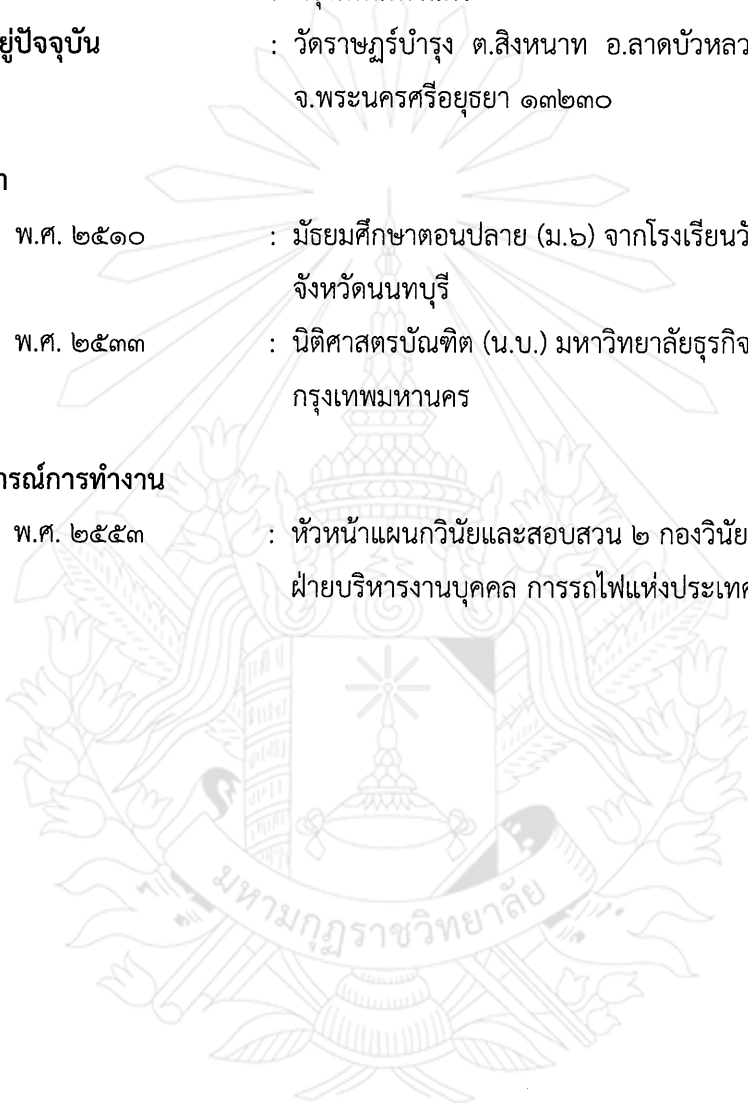 ยู่ปัจจุบัน : วัดราษฎร์บำรุง ต.สิงหนาท อ.ลาดบัวหลว
จ.พระนครศรีอยุธยา ๑๓๒๓๐
า
พ.ศ. ๒๕๑๐ : มัธยมศึกษาตอนปลาย (ม.๖) จากโรงเรียนวั
จังหวัดนนทบุรี
พ.ศ. ๒๕๓๓ : นิติศาสตรบัณฑิต (น.บ.) มหาวิทยาลัยธุรกิจ
กรุงเทพมหานคร
ารณ์การทำงาน
พ.ศ. ๒๕๕๓ : หัวหน้าแผนกวินัยและสอบสวน ๒ กองวินัย
ฝ่ายบริหารงานบุคคล การรถไฟแห่งประเทศ
มหามกุฏราชวิทยาลัย